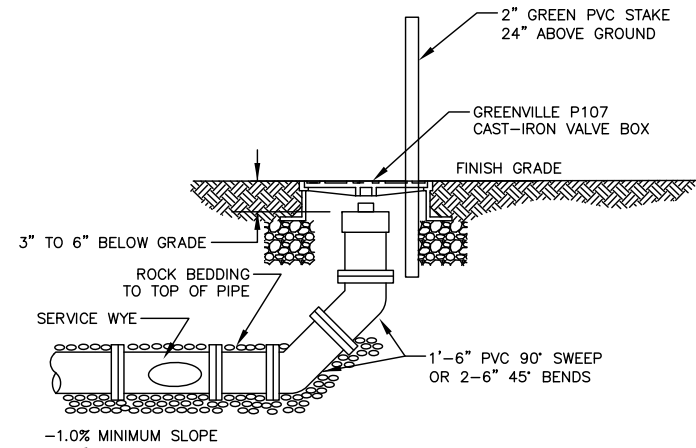 2" GREEN PVC STAKE
24" ABOVE GROUND
GREENVILLE P107
CAST-IRON VALVE BOX
FINISH GRADE
3" TO 6" BELOW GRADE
ROCK BEDDING
TO TOP OF PIPE
SERVICE WYE
1'-6" PVC 90° SWEEP
OR 2-6" 45° BENDS
-1.0% MINIMUM SLOPE